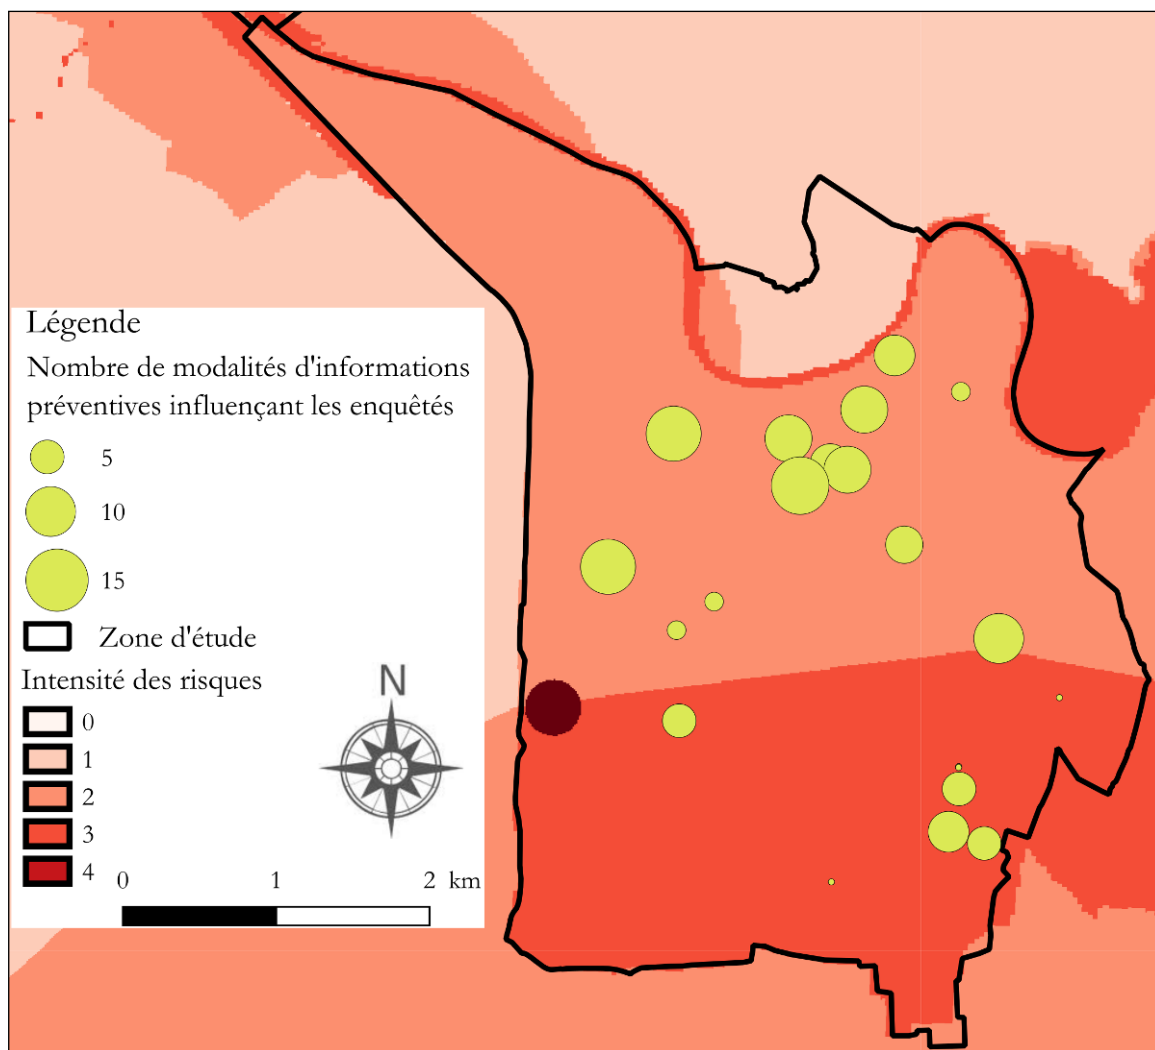 Légende
Nombre de modalités d'informations
préventives influençant les enquêtés
5
10
15
Zone d'étude
Intensité des risques
0
1
2
3
4
N
0 1 2 km